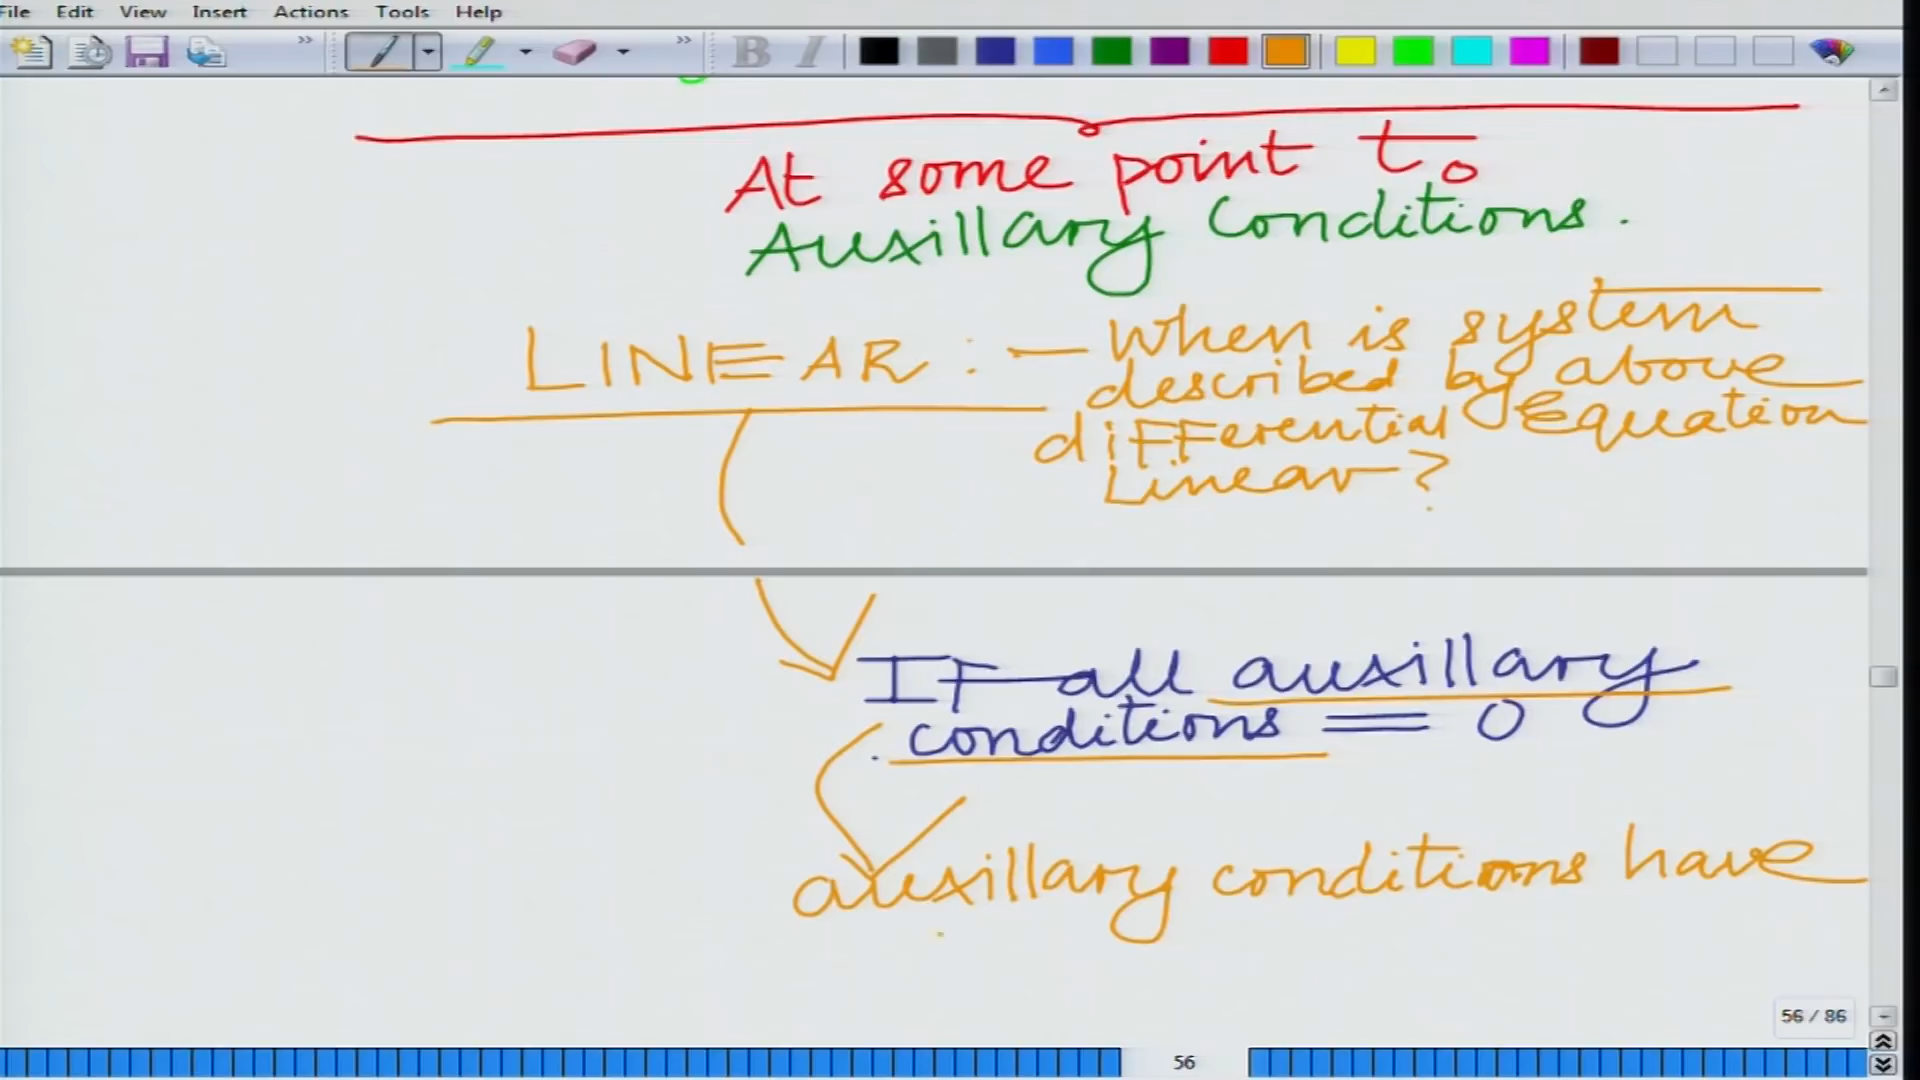 File Edit View Insert Actions Tools Help
B I
At some point t0
Auxillary Conditions.
LINEAR :- When is system
described by above
differential Equation
Linear?
If all auxillary
conditions = 0
auxillary conditions have
56 / 86
56